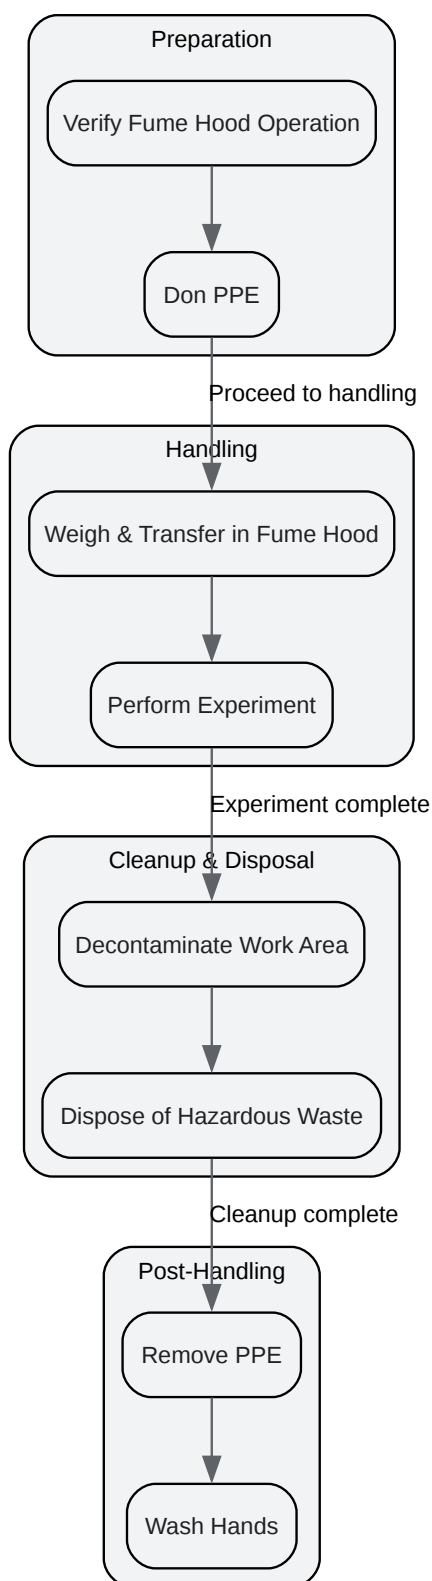 Preparation
Verify Fume Hood Operation
Don PPE
Proceed to handling
Handling
Weigh & Transfer in Fume Hood
Perform Experiment
Experiment complete
Cleanup & Disposal
Decontaminate Work Area
Dispose of Hazardous Waste
Cleanup complete
Post-Handling
Remove PPE
Wash Hands